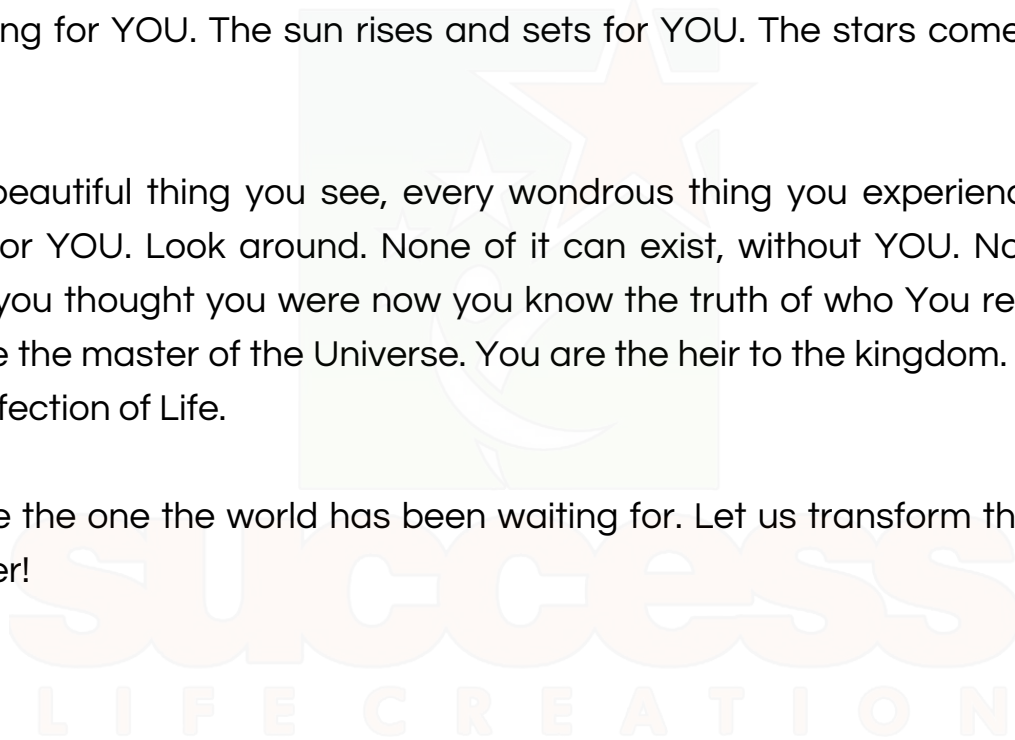 ng for YOU. The sun rises and sets for YOU. The stars come
beautiful thing you see, every wondrous thing you experienc
or YOU. Look around. None of it can exist, without YOU. No
you thought you were now you know the truth of who You re
e the master of the Universe. You are the heir to the kingdom.
fection of Life.
e the one the world has been waiting for. Let us transform th
er!
success
LIFE CREATION